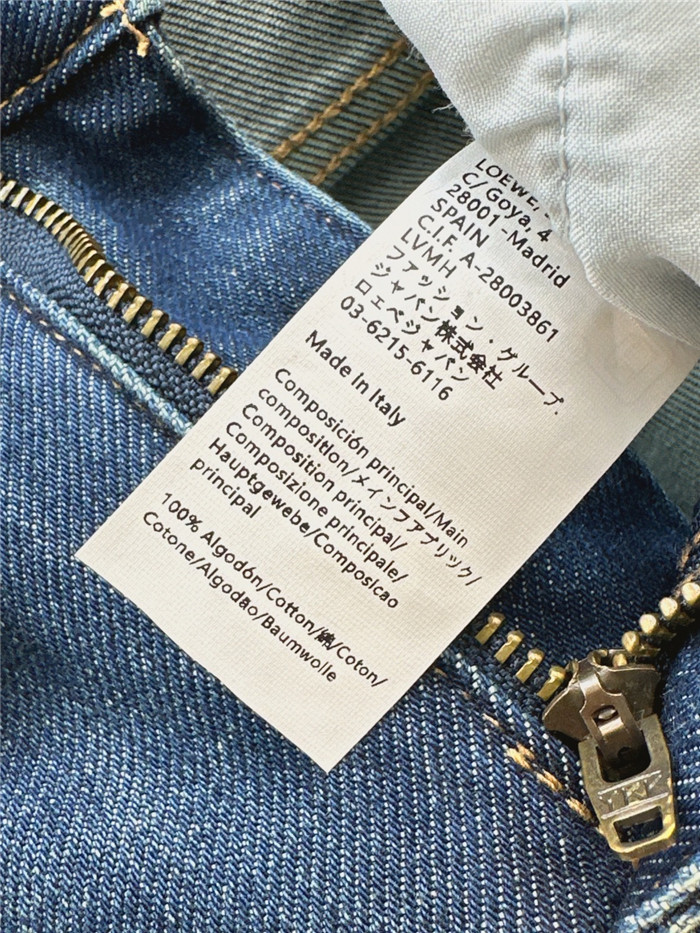 LOEWE,
C/Goya, 4
28001-Madrid
SPAIN
C.I.F. A-28003861
LVMH
ファッション・グループ.
ジャパン株式会社
ロエベジャパン
03-6215-6116
Made in Italy
Composición principal/Main
composition/メインファブリック/
Composition principal/
Composizione principale/
Hauptgewebe/Composicao
principal
100% Algodón/Cotton/綿/Coton/
Cotone/Algodão/Baumwolle